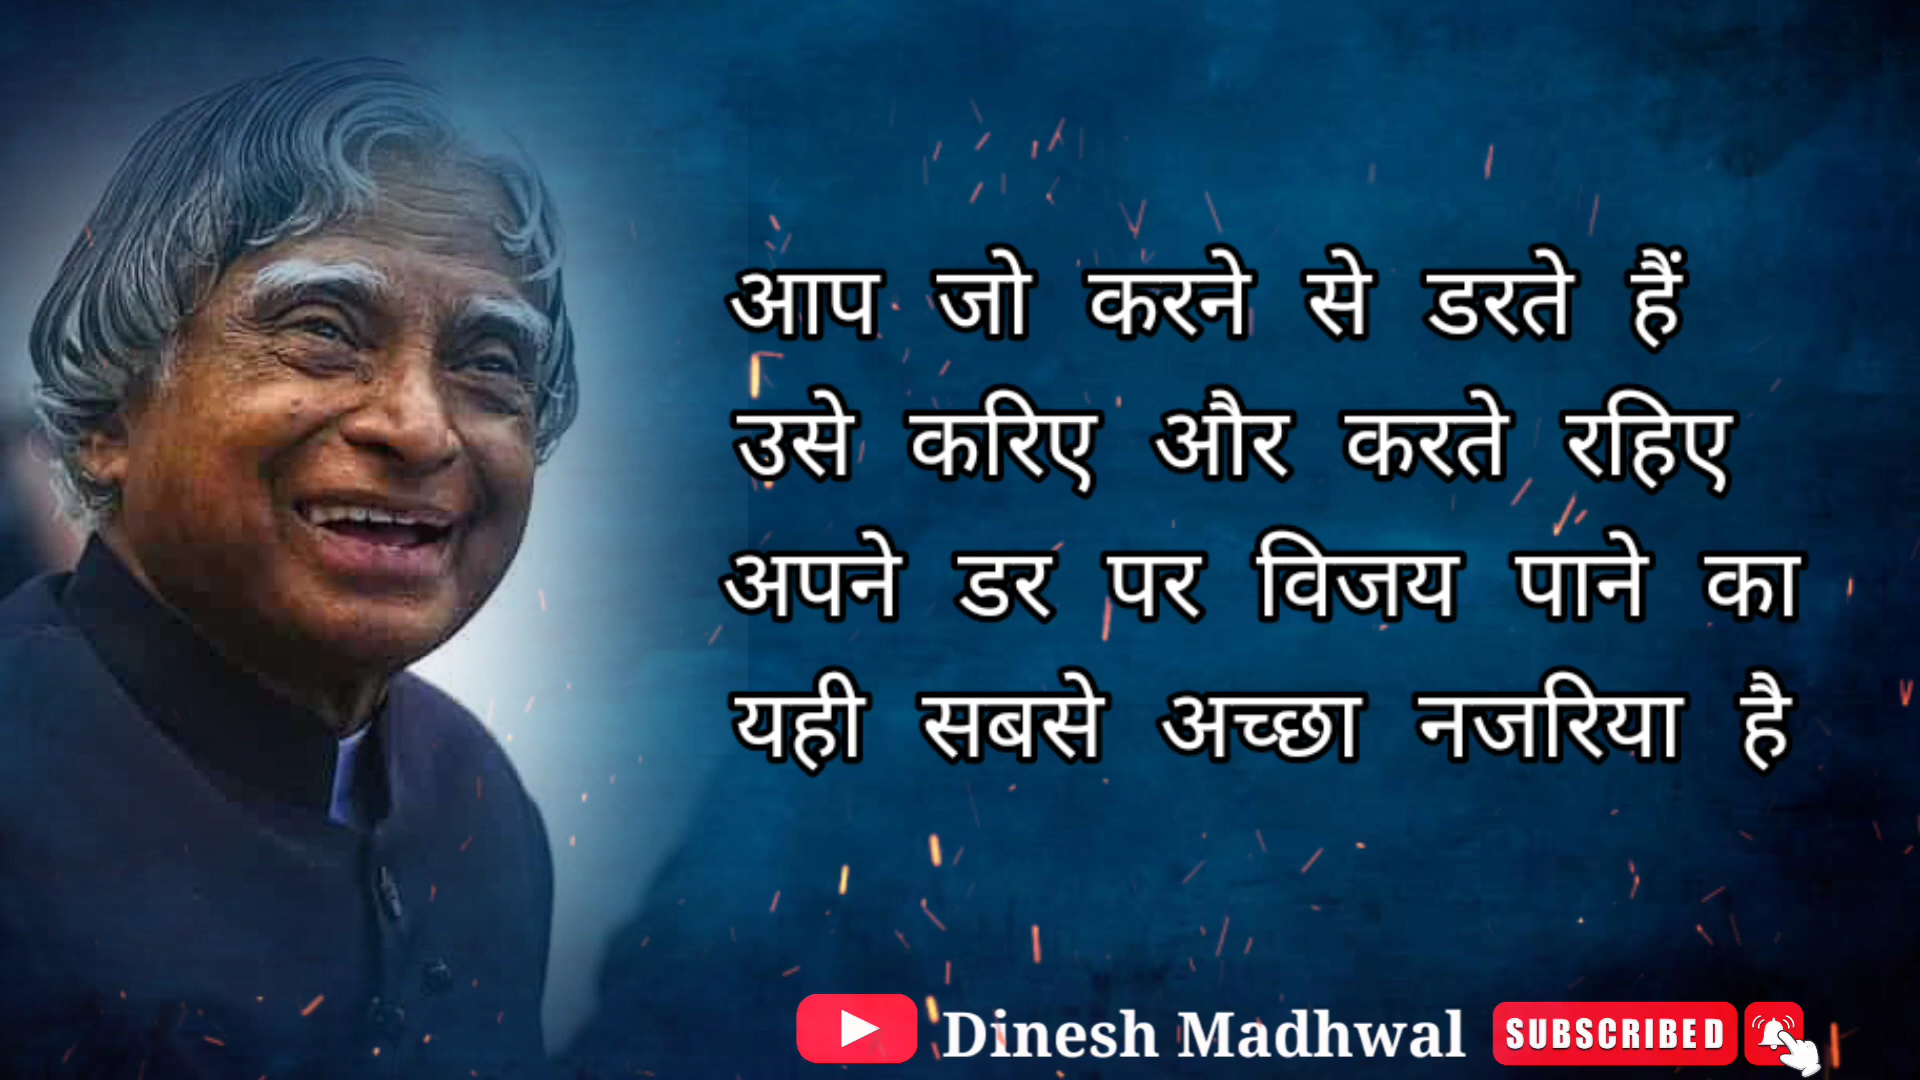 आप जो करने से डरते हैं
उसे करिए और करते रहिए
अपने डर पर विजय पाने का
यही सबसे अच्छा नजरिया है
Dinesh Madhwal SUBSCRIBED